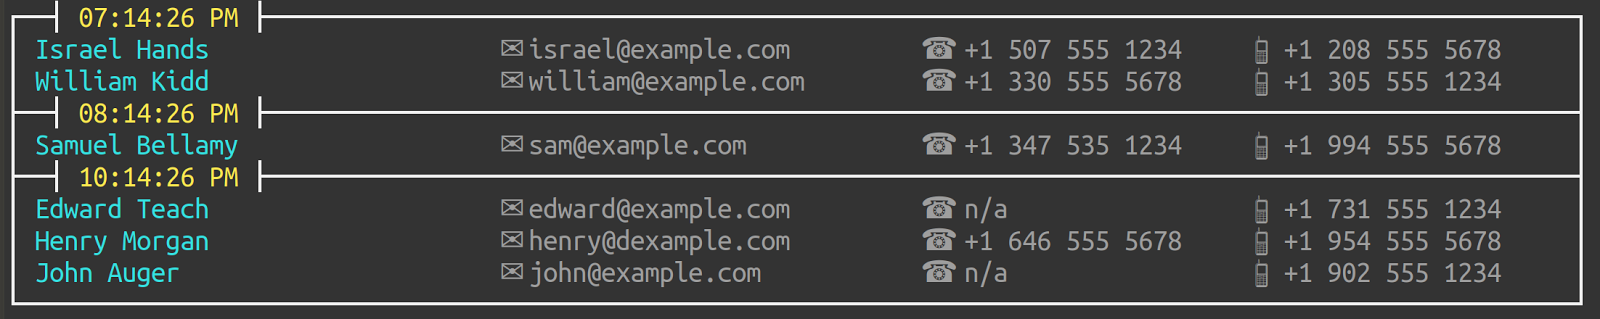 07:14:26 PM
Israel Hands ✉ israel@example.com ☎ +1 507 555 1234 📱 +1 208 555 5678
William Kidd ✉ william@example.com ☎ +1 330 555 5678 📱 +1 305 555 1234
08:14:26 PM
Samuel Bellamy ✉ sam@example.com ☎ +1 347 535 1234 📱 +1 994 555 5678
10:14:26 PM
Edward Teach ✉ edward@example.com ☎ n/a 📱 +1 731 555 1234
Henry Morgan ✉ henry@dexample.com ☎ +1 646 555 5678 📱 +1 954 555 5678
John Auger ✉ john@example.com ☎ n/a 📱 +1 902 555 1234